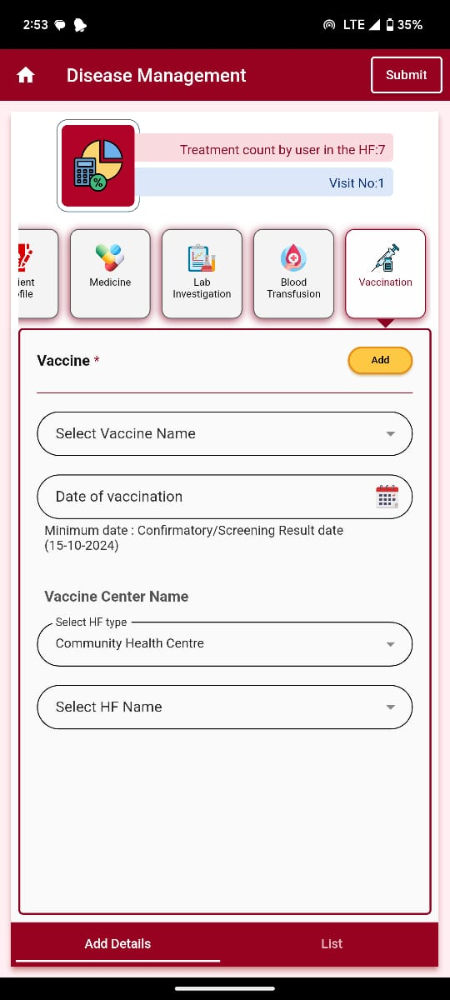 2:53
LTE
35%
Disease Management
Submit
Treatment count by user in the HF:7
Visit No:1
ient
file
Medicine
Lab
Investigation
Blood
Transfusion
Vaccination
Vaccine *
Add
Select Vaccine Name
Date of vaccination
Minimum date : Confirmatory/Screening Result date
(15-10-2024)
Vaccine Center Name
Select HF type
Community Health Centre
Select HF Name
Add Details
List